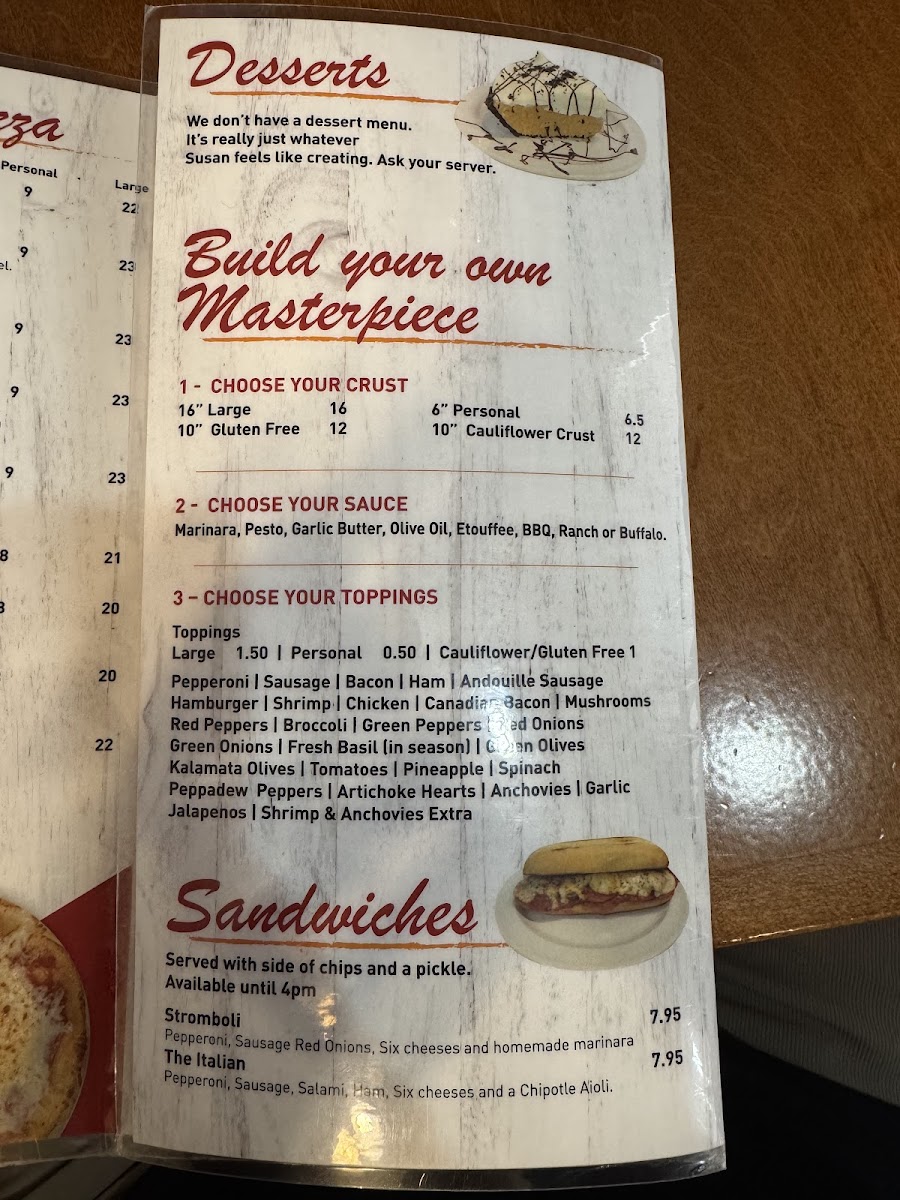 zza
Personal
Large
9
22
9
el.
23
9
23
9
23
9
23
8
21
20
20
22
Desserts
We don't have a dessert menu.
It's really just whatever
Susan feels like creating. Ask your server.
Build your own
Masterpiece
1 - CHOOSE YOUR CRUST
16” Large 16 6” Personal 6.5
10” Gluten Free 12 10” Cauliflower Crust 12
2 - CHOOSE YOUR SAUCE
Marinara, Pesto, Garlic Butter, Olive Oil, Etouffee, BBQ, Ranch or Buffalo.
3 – CHOOSE YOUR TOPPINGS
Toppings
Large 1.50 | Personal 0.50 | Cauliflower/Gluten Free 1
Pepperoni | Sausage | Bacon | Ham | Andouille Sausage
Hamburger | Shrimp | Chicken | Canadian Bacon | Mushrooms
Red Peppers | Broccoli | Green Peppers | Red Onions
Green Onions | Fresh Basil (in season) | Green Olives
Kalamata Olives | Tomatoes | Pineapple | Spinach
Peppadew Peppers | Artichoke Hearts | Anchovies | Garlic
Jalapenos | Shrimp & Anchovies Extra
Sandwiches
Served with side of chips and a pickle.
Available until 4pm
Stromboli 7.95
Pepperoni, Sausage Red Onions, Six cheeses and homemade marinara
The Italian 7.95
Pepperoni, Sausage, Salami, Ham, Six cheeses and a Chipotle Aioli.